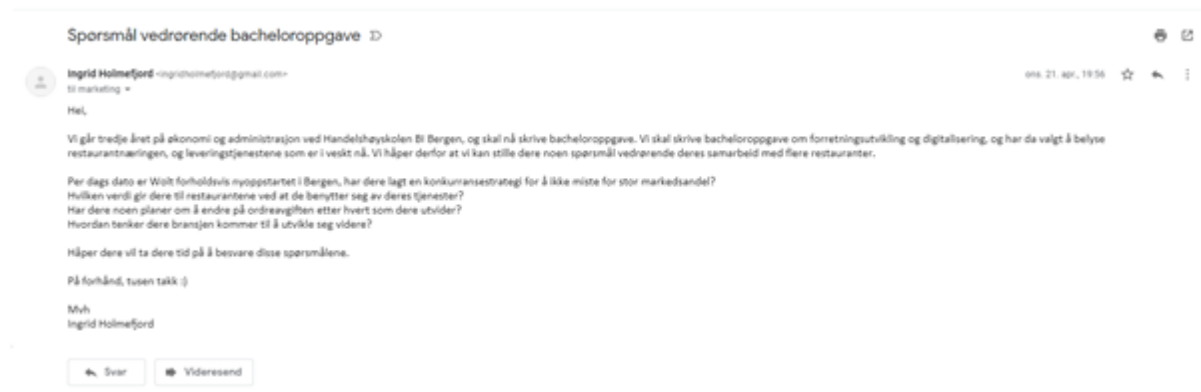 Spørsmål vedrørende bacheloroppgave
Ingrid Holmefjord <ingridholmefjord@gmail.com>
ons. 21. apr., 19:56
til marketing
Hei,
Vi går tredje året på økonomi og administrasjon ved Handelshøyskolen BI Bergen, og skal nå skrive bacheloroppgave. Vi skal skrive bacheloroppgave om forretningsutvikling og digitalisering, og har da valgt å belyse
restaurantnæringen, og leveringstjenestene som er i veskt nå. Vi håper derfor at vi kan stille dere noen spørsmål vedrørende deres samarbeid med flere restauranter.
Per dags dato er Wolt forholdsvis nyoppstartet i Bergen, har dere lagt en konkurransestrategi for å ikke miste for stor markedsandel?
Hvilken verdi gir dere til restaurantene ved at de benytter seg av deres tjenester?
Har dere noen planer om å endre på ordreavgiften etter hvert som dere utvider?
Hvordan tenker dere bransjen kommer til å utvikle seg videre?
Håper dere vil ta dere tid på å besvare disse spørsmålene.
På forhånd, tusen takk :)
Mvh
Ingrid Holmefjord
Svar
Videresend